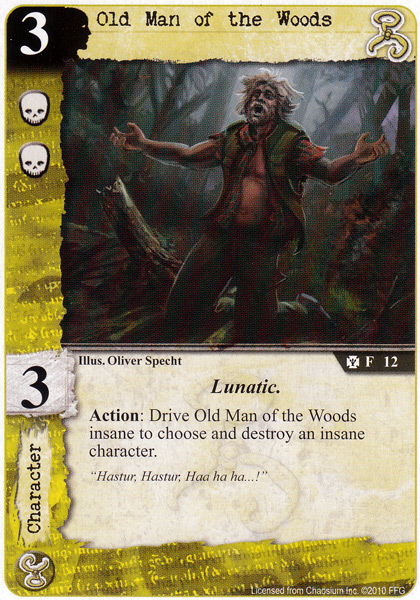 3
Old Man of the Woods
Illus. Oliver Specht
F 12
3
Lunatic.
Action: Drive Old Man of the Woods
insane to choose and destroy an insane
character.
“Hastur, Hastur, Haa ha ha...!”
Character
Licensed from Chaosium Inc. ©2010 FFG